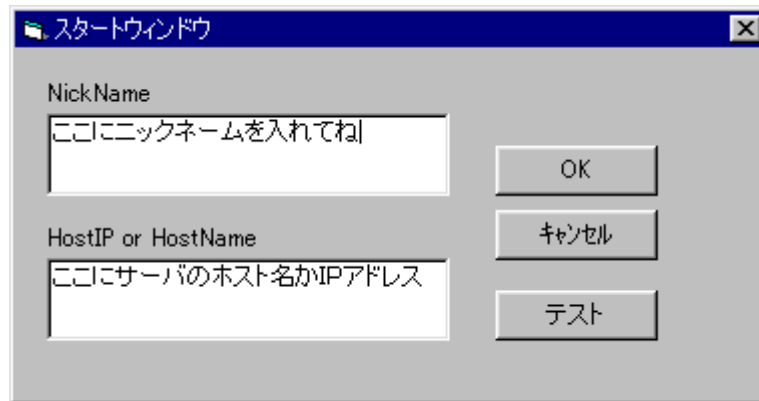 スタートウィンドウ
NickName
ここにニックネームを入れてね
OK
HostIP or HostName
キャンセル
ここにサーバのホスト名かIPアドレス
テスト